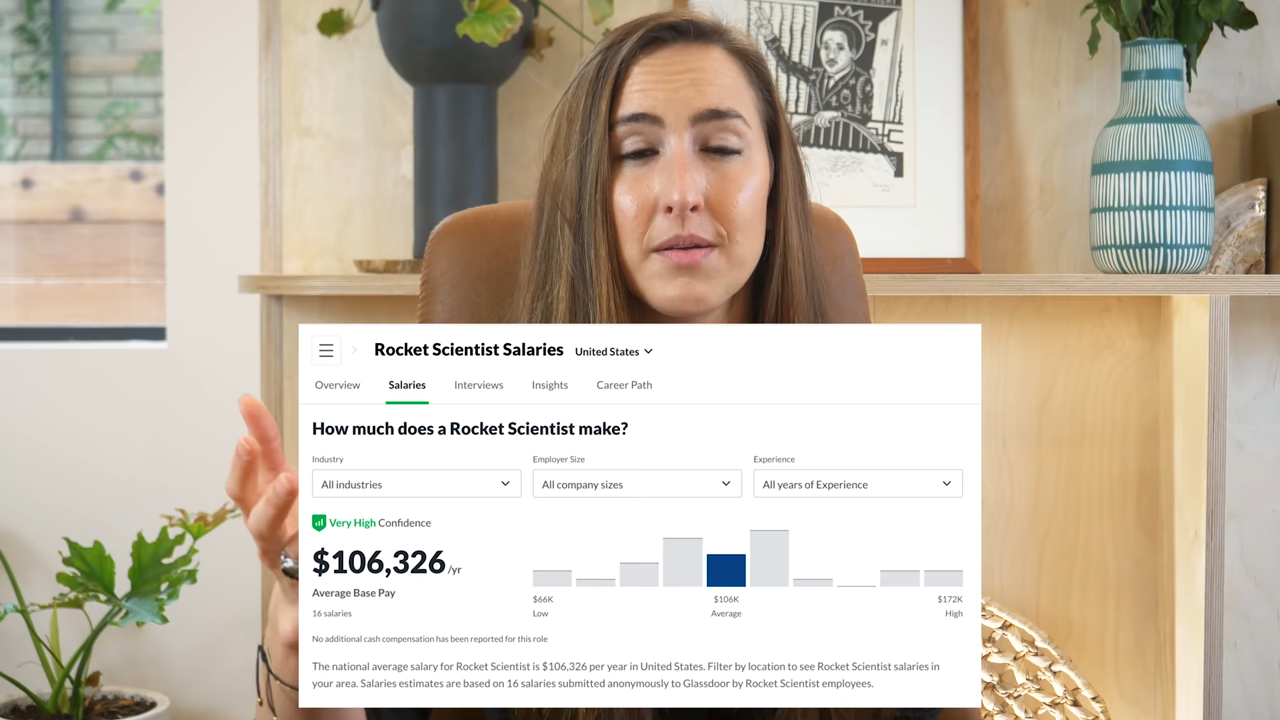 Rocket Scientist Salaries United States
Overview Salaries Interviews Insights Career Path
How much does a Rocket Scientist make?
Industry Employer Size Experience
All industries All company sizes All years of Experience
Very High Confidence
$106,326 /yr
Average Base Pay
16 salaries
$66K $106K $172K
Low Average High
No additional cash compensation has been reported for this role
The national average salary for Rocket Scientist is $106,326 per year in United States. Filter by location to see Rocket Scientist salaries in
your area. Salaries estimates are based on 16 salaries submitted anonymously to Glassdoor by Rocket Scientist employees.